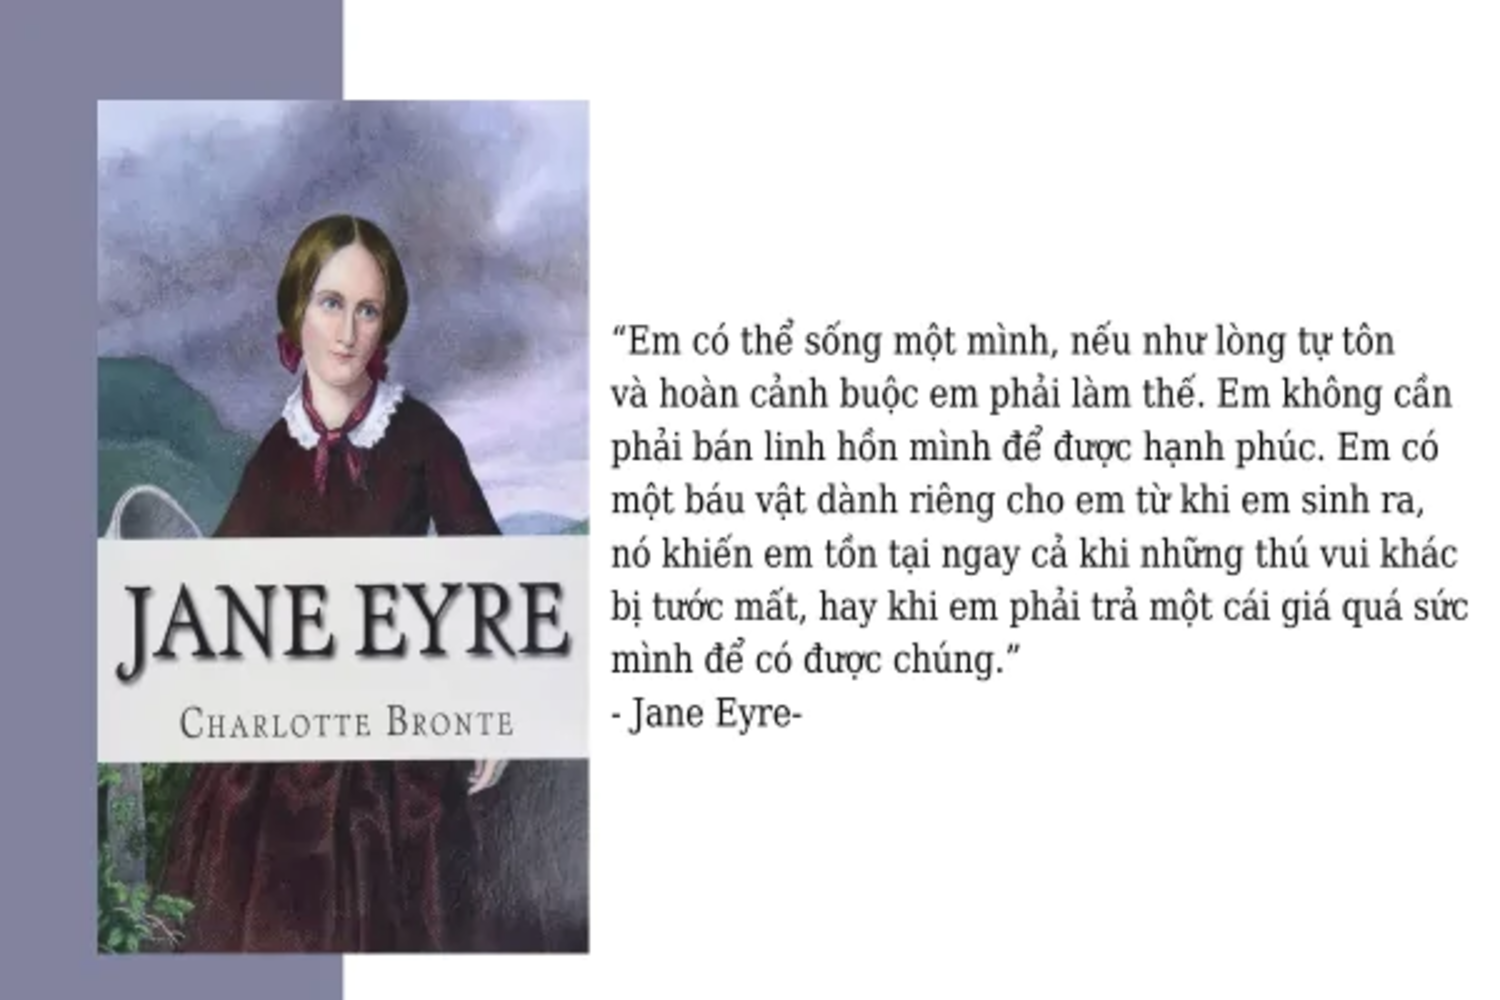 JANE EYRE
CHARLOTTE BRONTE
“Em có thể sống một mình, nếu như lòng tự tôn
và hoàn cảnh buộc em phải làm thế. Em không cần
phải bán linh hồn mình để được hạnh phúc. Em có
một báu vật dành riêng cho em từ khi em sinh ra,
nó khiến em tồn tại ngay cả khi những thú vui khác
bị tước mất, hay khi em phải trả một cái giá quá sức
mình để có được chúng.”
- Jane Eyre-